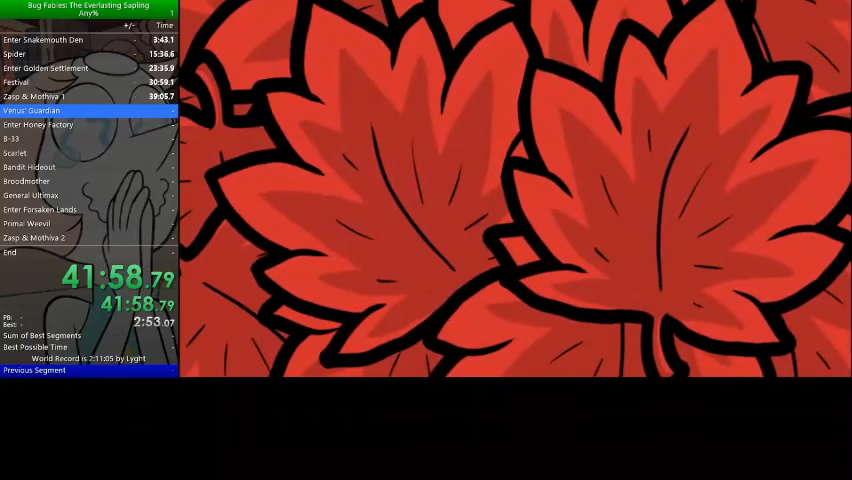 Bug Fables: The Everlasting Sapling
Any% 1
+/- Time
Enter Snakemouth Den - 3:43.1
Spider - 15:36.6
Enter Golden Settlement - 23:35.9
Festival - 30:59.1
Zasp & Mothiva 1 - 39:05.7
Venus' Guardian -
Enter Honey Factory -
B-33 -
Scarlet -
Bandit Hideout -
Broodmother -
General Ultimax -
Enter Forsaken Lands -
Primal Weevil -
Zasp & Mothiva 2 -
End -
41:58.79
41:58.79
PB: -
Best: - 2:53.07
Sum of Best Segments -
Best Possible Time -
World Record is 2:11:05 by Lyght
Previous Segment -